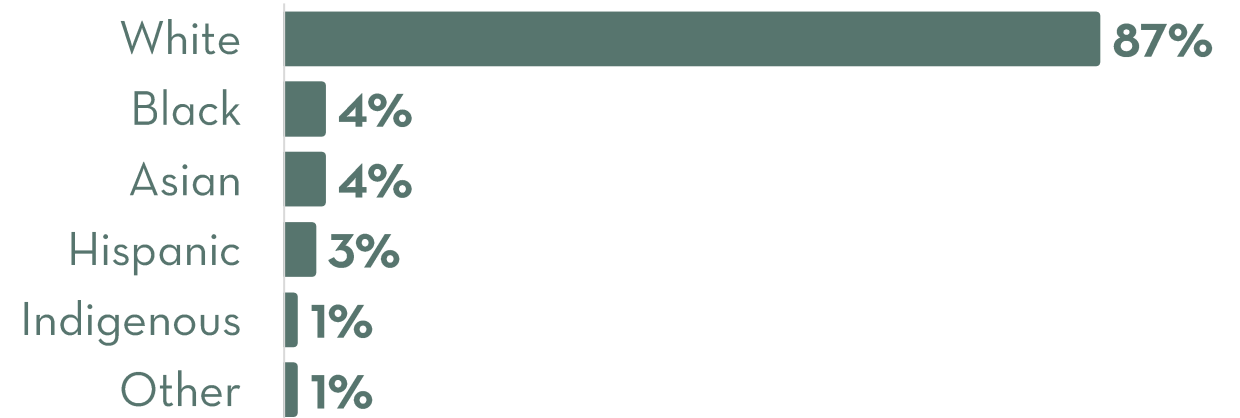 White 87%
Black 4%
Asian 4%
Hispanic 3%
Indigenous 1%
Other 1%